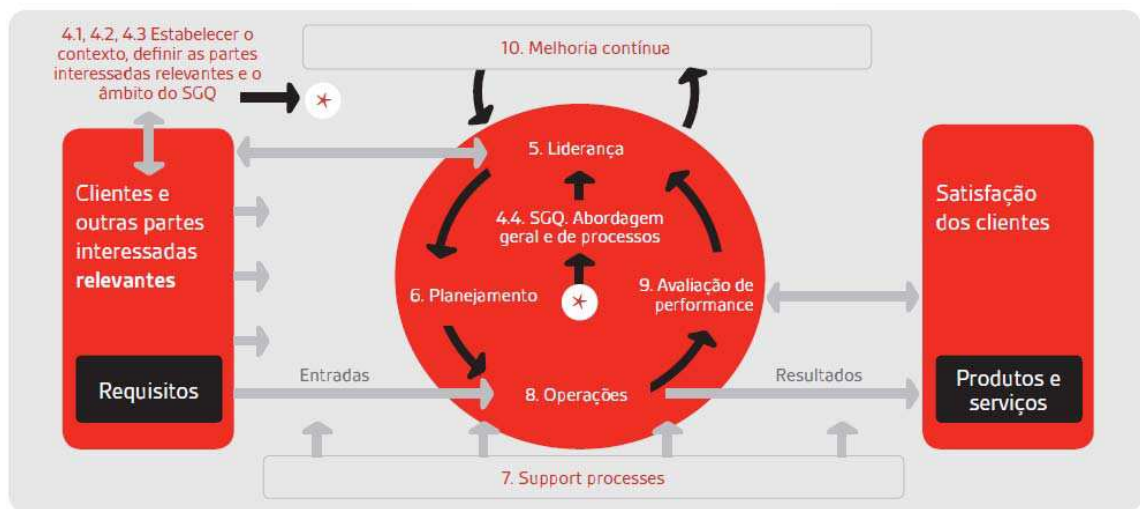 4.1, 4.2, 4.3 Estabelecer o
contexto, definir as partes
interessadas relevantes e o
âmbito do SGQ
10. Melhoria contínua
5. Liderança
Clientes e
outras partes
interessadas
relevantes
4.4. SGQ. Abordagem
geral e de processos
Satisfação
dos clientes
6. Planejamento
9. Avaliação de
performance
Requisitos
Entradas
8. Operações
Resultados
Produtos e
serviços
7. Support processes